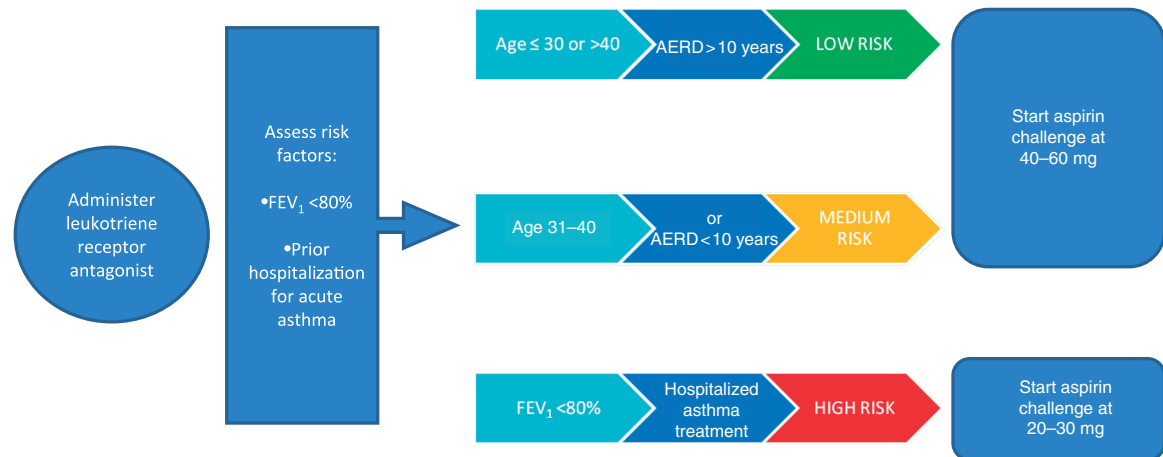 Administer
leukotriene
receptor
antagonist
Assess risk
factors:
•FEV₁ <80%
•Prior
hospitalization
for acute
asthma
Age ≤ 30 or >40
AERD >10 years
LOW RISK
Age 31–40
or
AERD <10 years
MEDIUM
RISK
FEV₁ <80%
Hospitalized
asthma
treatment
HIGH RISK
Start aspirin
challenge at
40–60 mg
Start aspirin
challenge at
20–30 mg